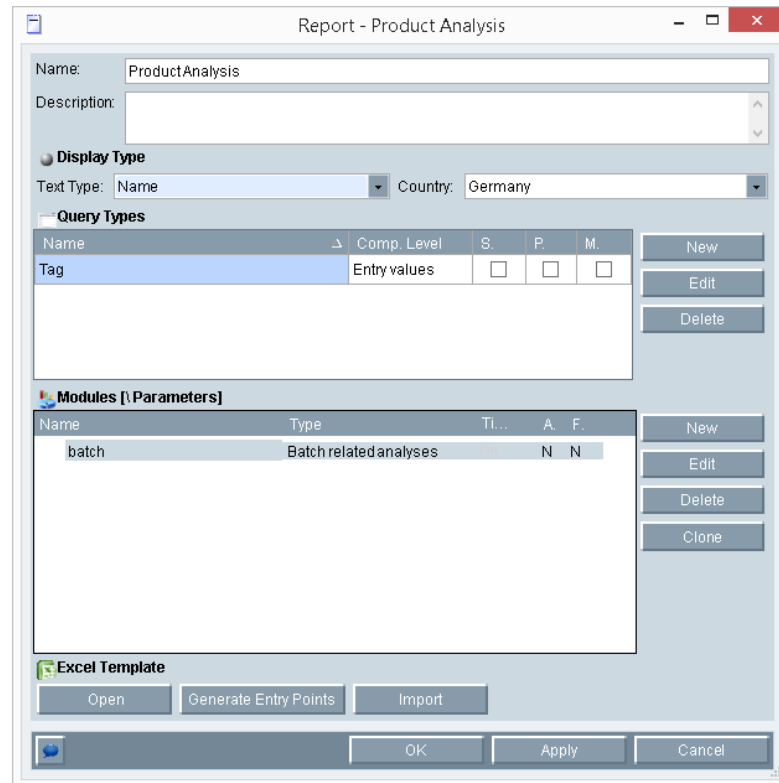 Report - Product Analysis
Name: ProductAnalysis
Description:
Display Type
Text Type: Name Country: Germany
Query Types
Name Comp. Level S. P. M. New
Tag Entry values Edit
Delete
Modules [\ Parameters]
Name Type Ti... A. F. New
batch Batch related analyses N N Edit
Delete
Clone
Excel Template
Open Generate Entry Points Import
OK Apply Cancel